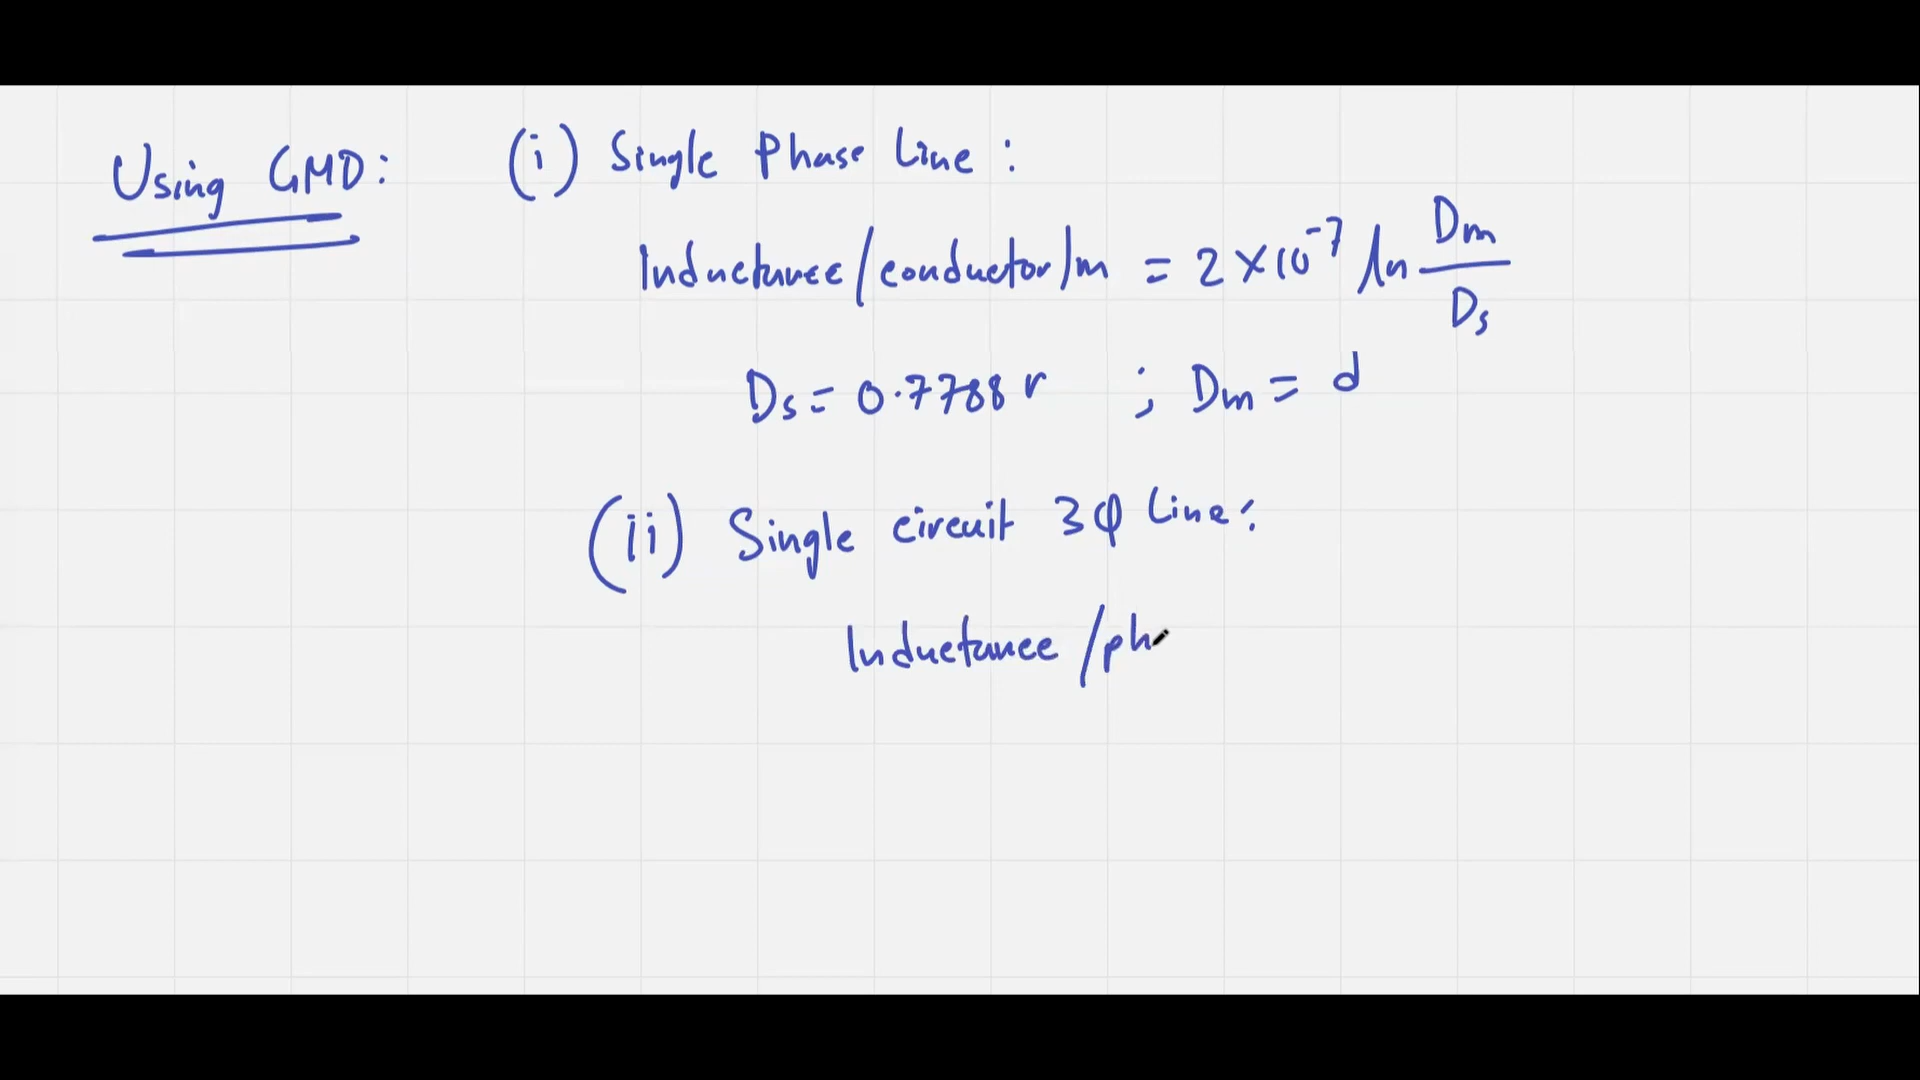 Using GMD:
(i) Single Phase Line:
Inductance/conductor/m = 2 × 10⁻⁷ ln Dm/Ds
Ds = 0.7788 r ; Dm = d
(ii) Single circuit 3φ Line:
Inductance /ph